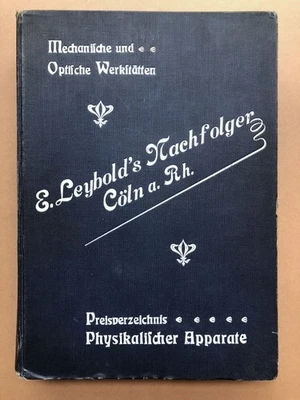 Mechanische und
Optische Werkstätten
E. Leybold's Nachfolger
Cöln a. Rh.
Preisverzeichnis
Physikalischer Apparate